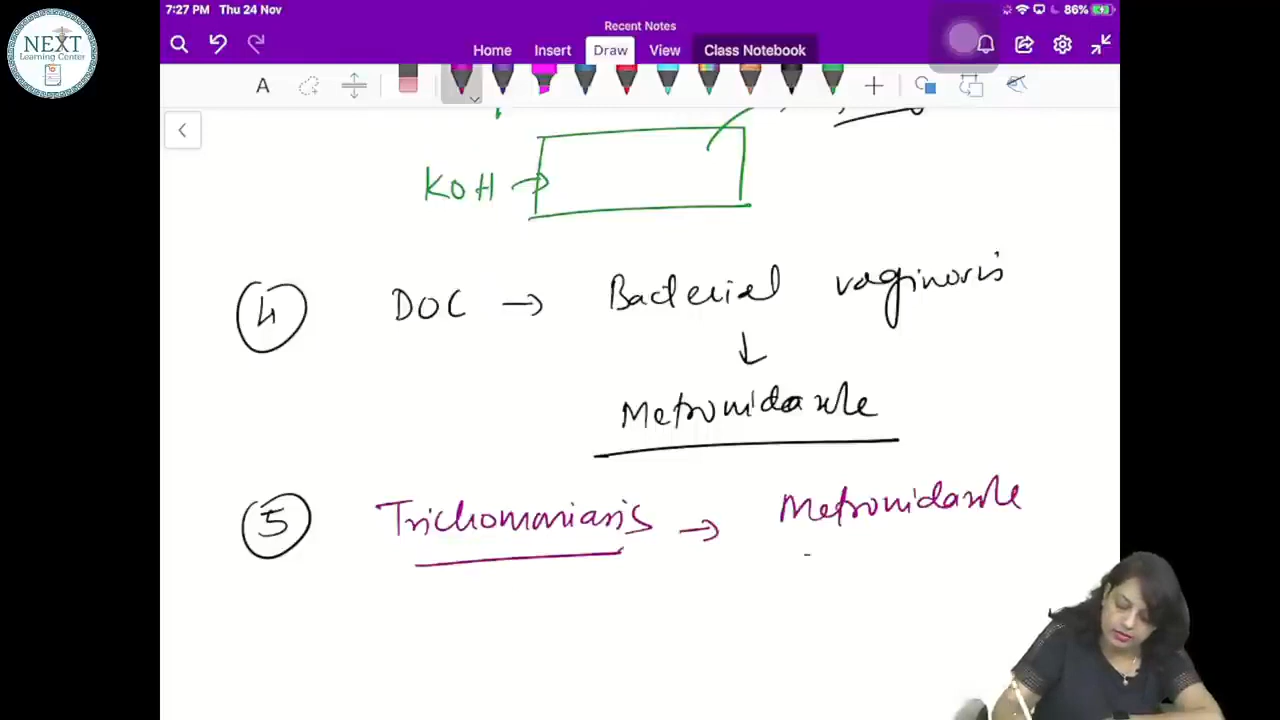 7:27 PM Thu 24 Nov
86%
Recent Notes
NEXT
Learning Center
Home Insert Draw View Class Notebook
A
KOH →
4 DOC → Bacterial vaginosis
↓
Metronidazole
5 Trichomoniasis → Metronidazole